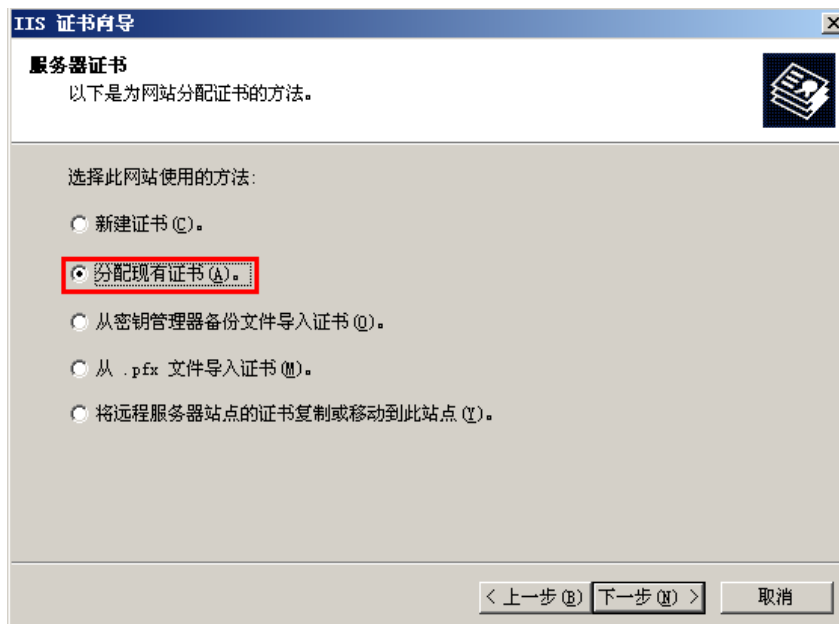 IIS 证书向导
服务器证书
以下是为网站分配证书的方法。
选择此网站使用的方法:
新建证书(C)。
分配现有证书(A)。
从密钥管理器备份文件导入证书(O)。
从 .pfx 文件导入证书(M)。
将远程服务器站点的证书复制或移动到此站点(Y)。
< 上一步(B) 下一步(N) > 取消